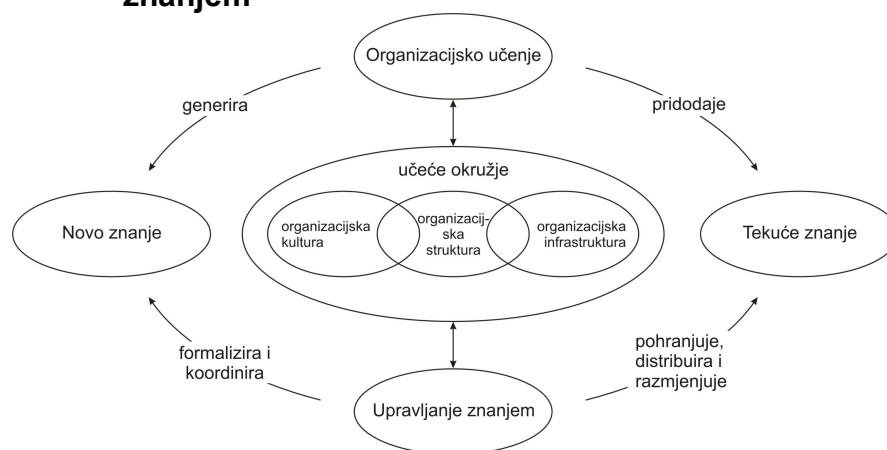 znanjem
Organizacijsko učenje
generira
pridodaje
učeće okružje
Novo znanje
organizacijska
kultura
organizacij-
ska
struktura
organizacijska
infrastruktura
Tekuće znanje
formalizira i
koordinira
pohranjuje,
distribuira i
razmjenjuje
Upravljanje znanjem